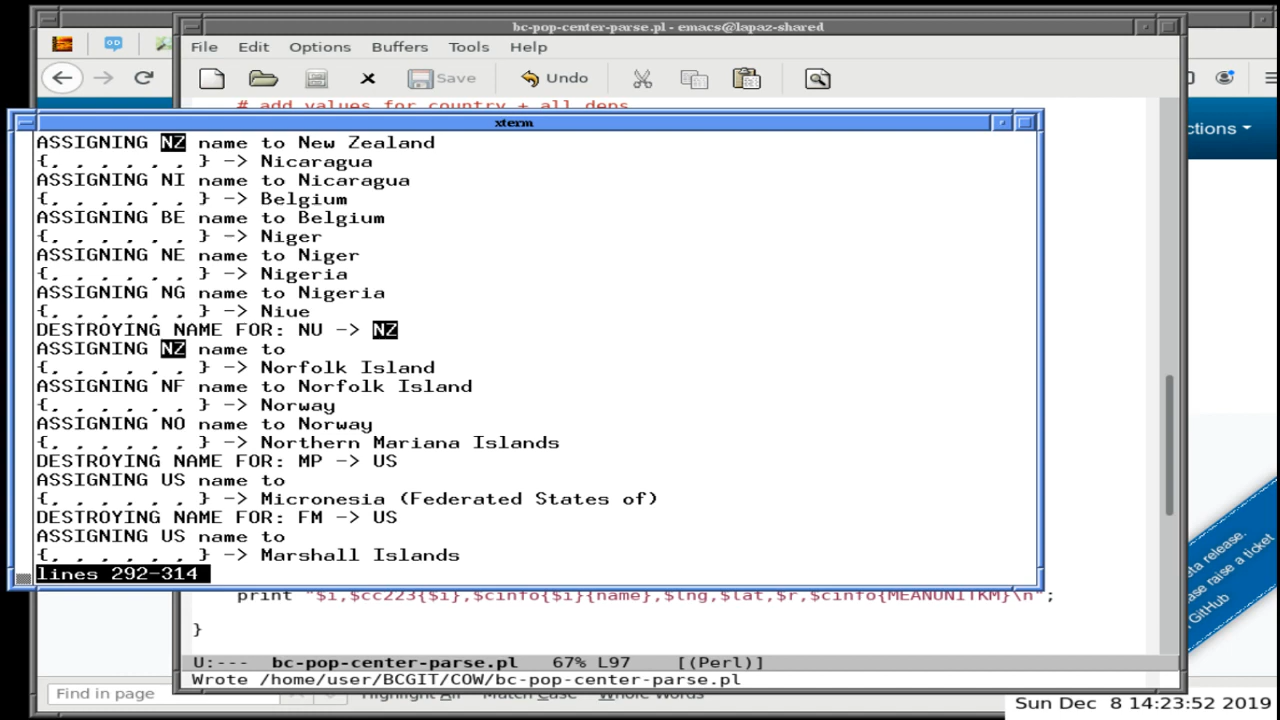 bc-pop-center-parse.pl - emacs@lapaz-shared
File Edit Options Buffers Tools Help
Save Undo
# add values for country + all deps
ctions
xterm
ASSIGNING NZ name to New Zealand
{, , , , , , } -> Nicaragua
ASSIGNING NI name to Nicaragua
{, , , , , , } -> Belgium
ASSIGNING BE name to Belgium
{, , , , , , } -> Niger
ASSIGNING NE name to Niger
{, , , , , , } -> Nigeria
ASSIGNING NG name to Nigeria
{, , , , , , } -> Niue
DESTROYING NAME FOR: NU -> NZ
ASSIGNING NZ name to
{, , , , , , } -> Norfolk Island
ASSIGNING NF name to Norfolk Island
{, , , , , , } -> Norway
ASSIGNING NO name to Norway
{, , , , , , } -> Northern Mariana Islands
DESTROYING NAME FOR: MP -> US
ASSIGNING US name to
{, , , , , , } -> Micronesia (Federated States of)
DESTROYING NAME FOR: FM -> US
ASSIGNING US name to
{, , , , , , } -> Marshall Islands
lines 292-314
eta release.
ase raise a ticket
GitHub
print "$i,$cc223{$i},$cinfo{$i}{name},$lng,$lat,$r,$cinfo{MEANUNITKM}\n";
}
U:--- bc-pop-center-parse.pl 67% L97 [(Perl)]
Wrote /home/user/BCGIT/COW/bc-pop-center-parse.pl
Find in page Highlight All Match Case Whole Words
Sun Dec 8 14:23:52 2019